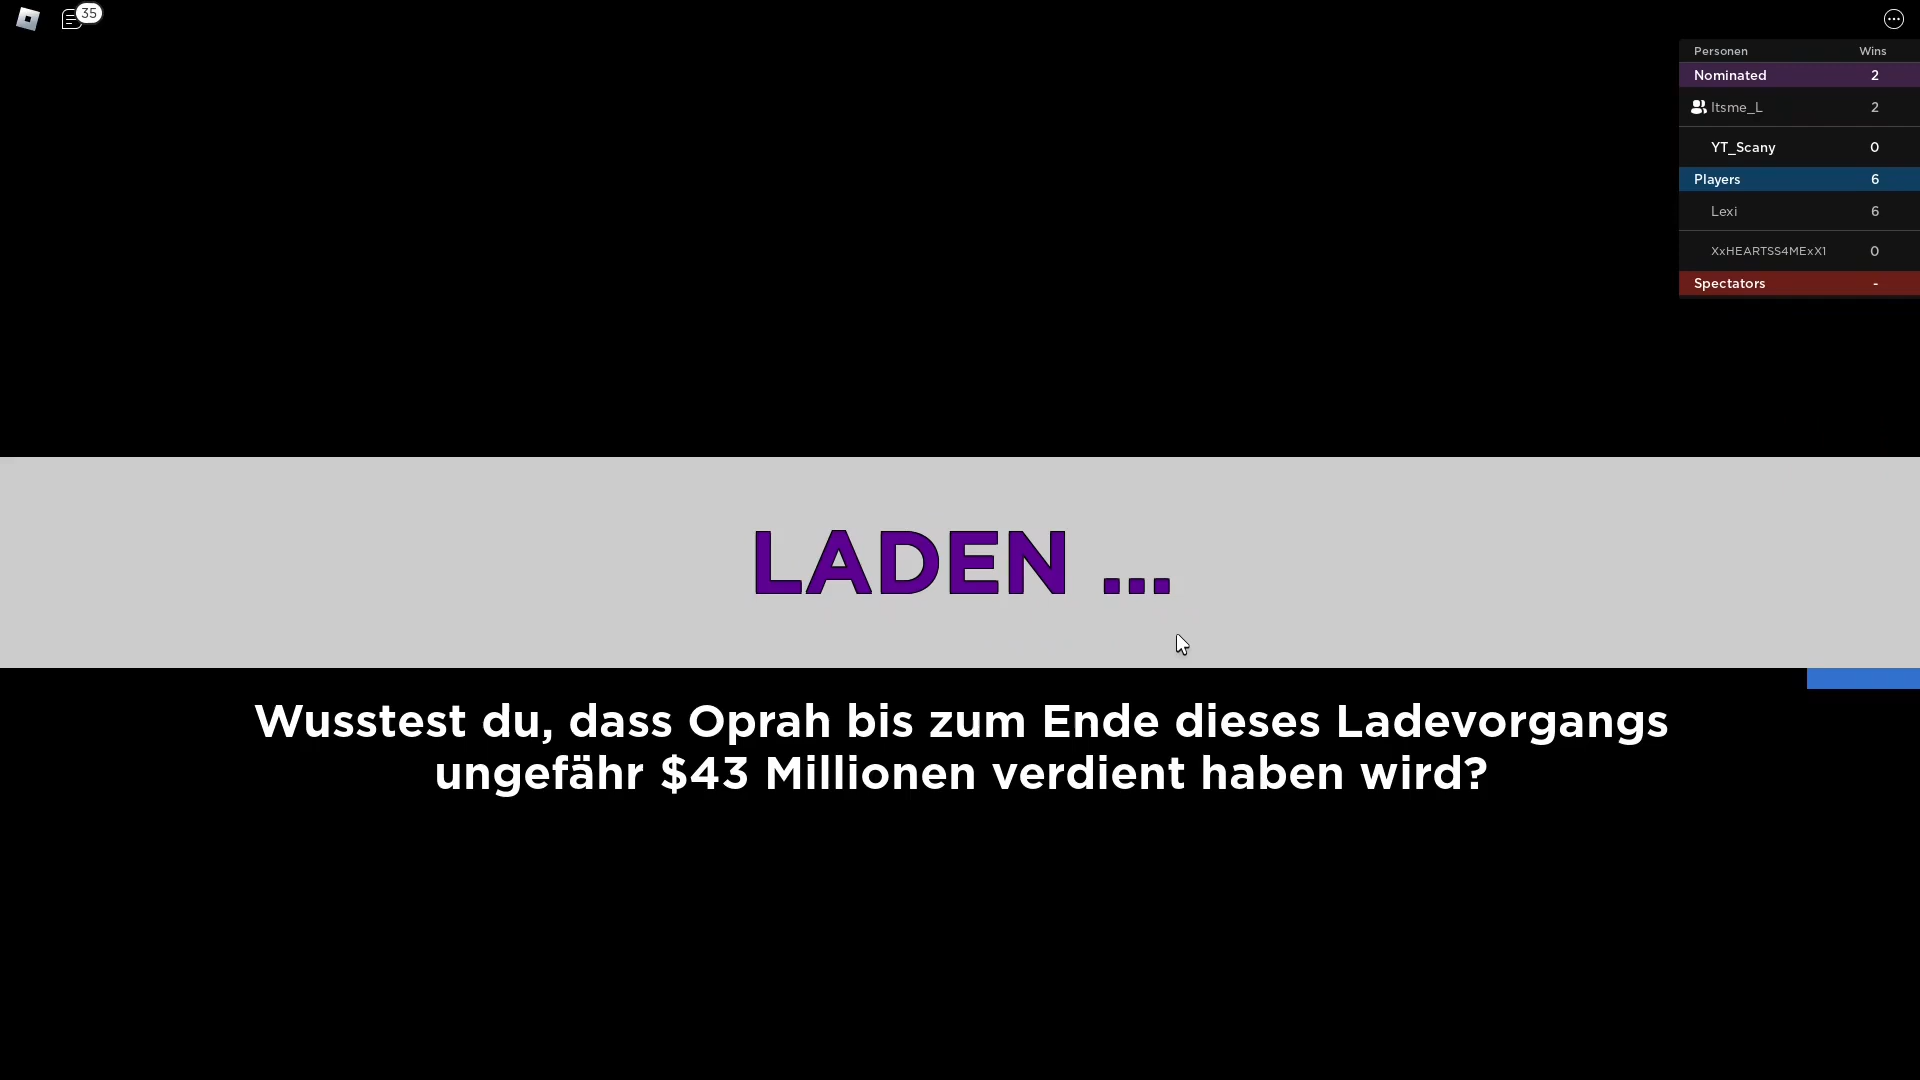 35
Personen Wins
Nominated 2
Itsme_L 2
YT_Scany 0
Players 6
Lexi 6
XxHEARTSS4MExX1 0
Spectators -
LADEN ...
Wusstest du, dass Oprah bis zum Ende dieses Ladevorgangs
ungefähr $43 Millionen verdient haben wird?